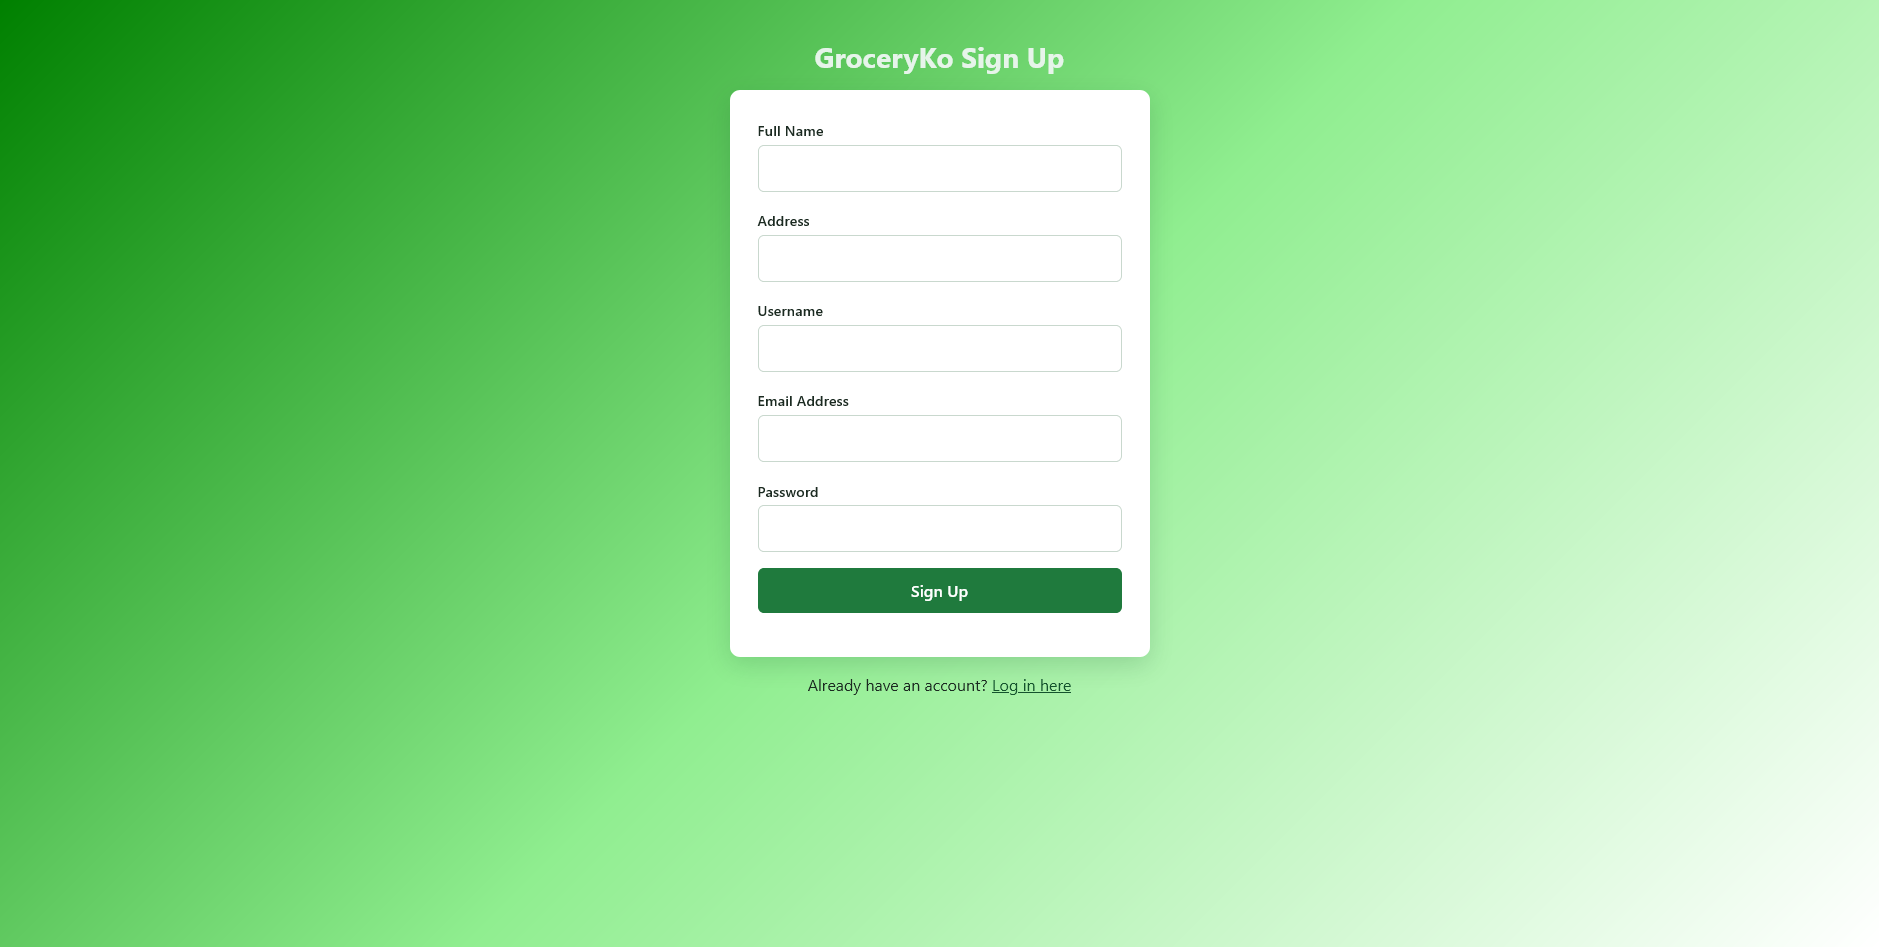 GroceryKo Sign Up
Full Name
Address
Username
Email Address
Password
Sign Up
Already have an account? Log in here